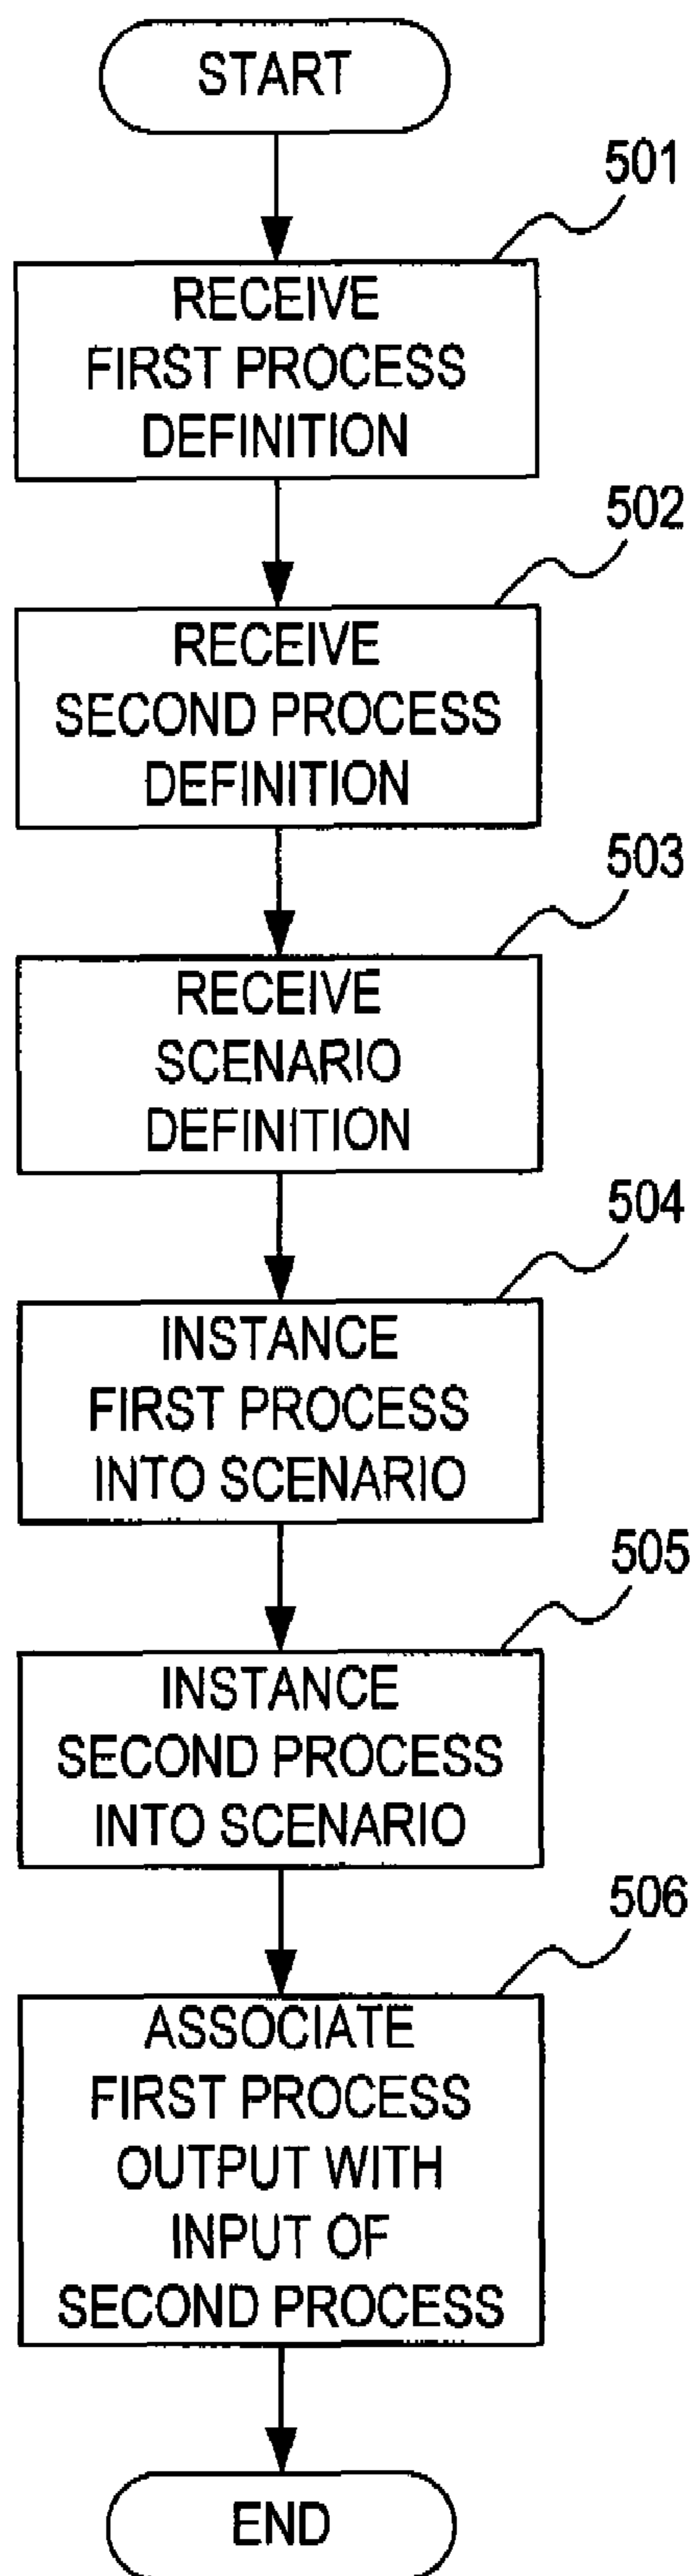 START
501
RECEIVE
FIRST PROCESS
DEFINITION
502
RECEIVE
SECOND PROCESS
DEFINITION
503
RECEIVE
SCENARIO
DEFINITION
504
INSTANCE
FIRST PROCESS
INTO SCENARIO
505
INSTANCE
SECOND PROCESS
INTO SCENARIO
506
ASSOCIATE
FIRST PROCESS
OUTPUT WITH
INPUT OF
SECOND PROCESS
END